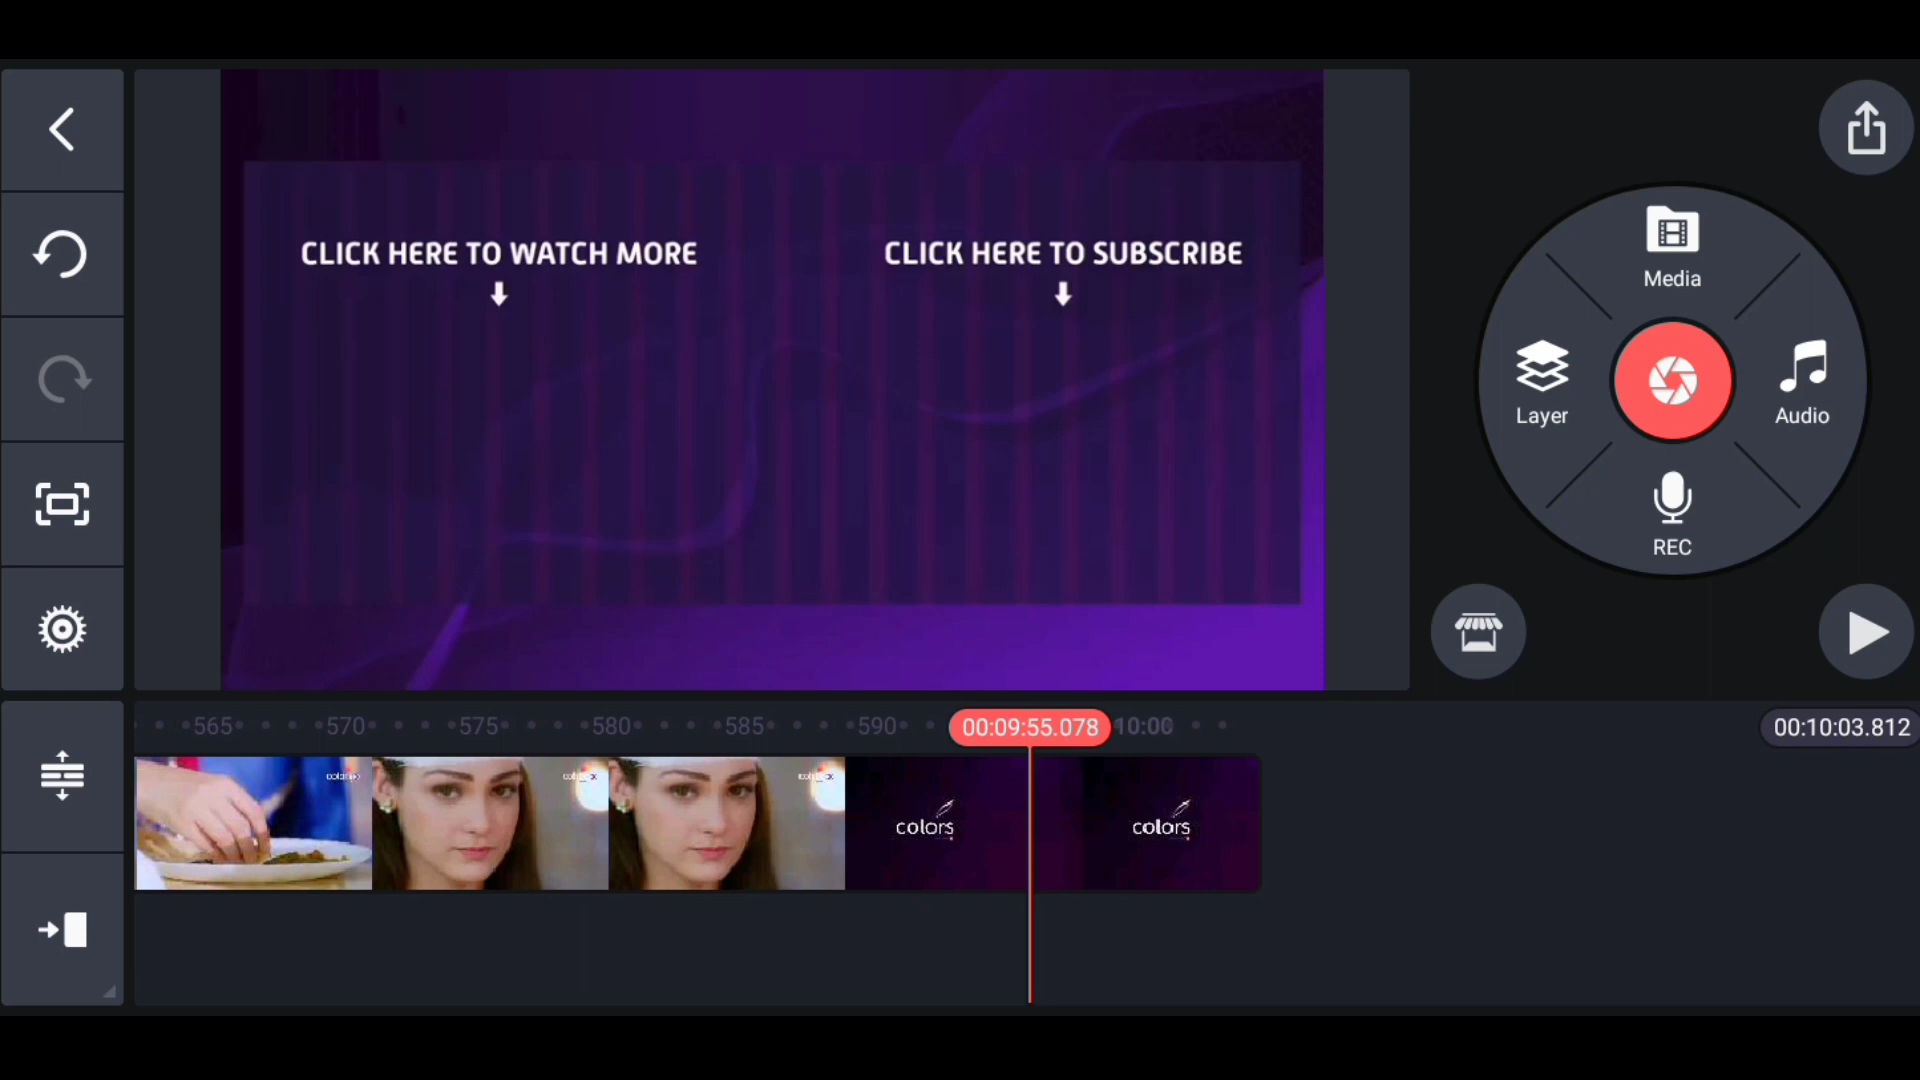 CLICK HERE TO WATCH MORE
CLICK HERE TO SUBSCRIBE
Media
Layer
Audio
REC
565
570
575
580
585
590
00:09:55.078
10:00
00:10:03.812
colors
colors